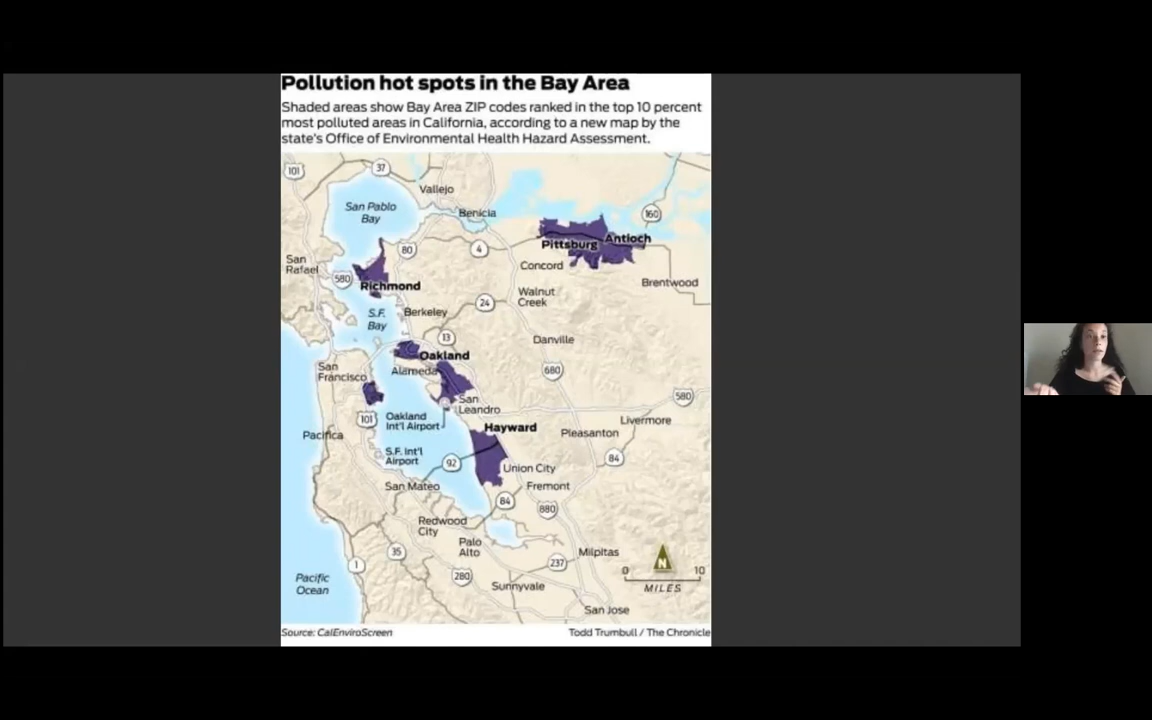 Pollution hot spots in the Bay Area
Shaded areas show Bay Area ZIP codes ranked in the top 10 percent
most polluted areas in California, according to a new map by the
state's Office of Environmental Health Hazard Assessment.
101
37
Vallejo
San Pablo
Bay
Benicia
160
Pittsburg
Antioch
80
4
San
Rafael
580
Concord
Richmond
Brentwood
Walnut
Creek
24
S.F.
Bay
Berkeley
13
Danville
Oakland
San
Francisco
Alameda
680
580
San
Leandro
101
Oakland
Int'l Airport
Livermore
Hayward
Pacifica
Pleasanton
S.F. Int'l
Airport
92
84
Union City
San Mateo
Fremont
84
880
Redwood
City
Palo
Alto
35
Milpitas
1
237
280
Sunnyvale
N
0
10
MILES
Pacific
Ocean
San Jose
Source: CalEnviroScreen
Todd Trumbull / The Chronicle